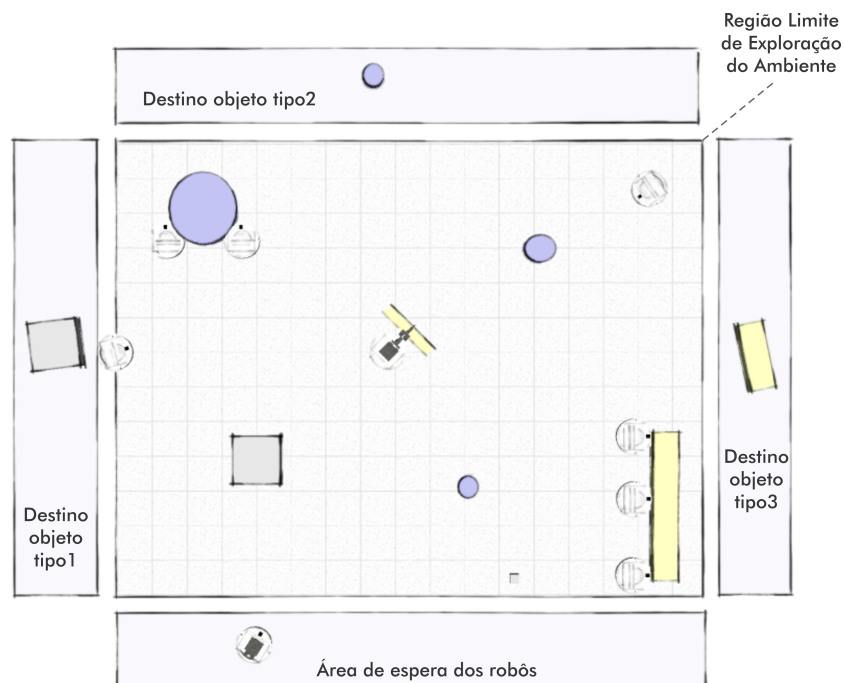 Região Limite
de Exploração
do Ambiente
Destino objeto tipo2
Destino
objeto
tipo1
Destino
objeto
tipo3
Área de espera dos robôs